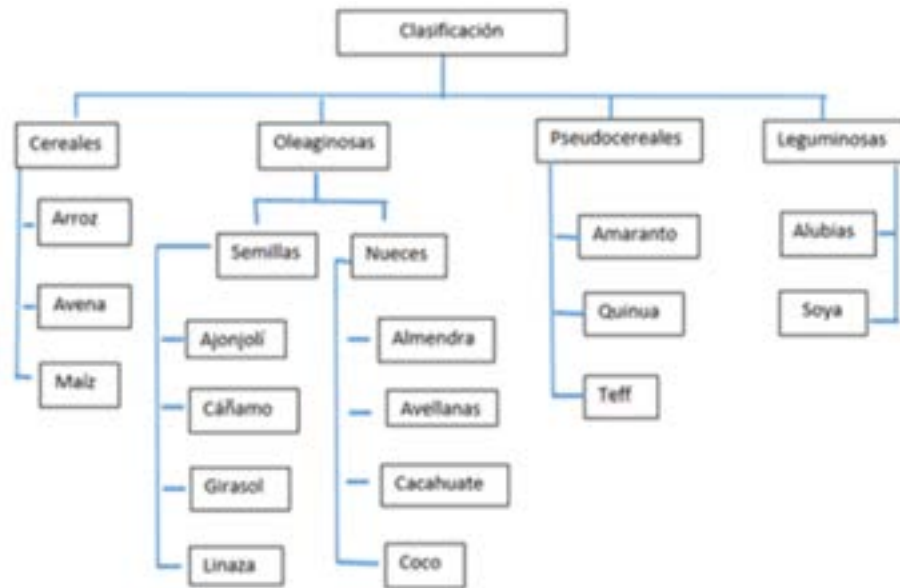 Clasificación
Cereales
Oleaginosas
Pseudocereales
Leguminosas
Arroz
Avena
Maíz
Semillas
Nueces
Ajonjolí
Cáñamo
Girasol
Linaza
Almendra
Avellanas
Cacahuate
Coco
Amaranto
Quinua
Teff
Alubias
Soya